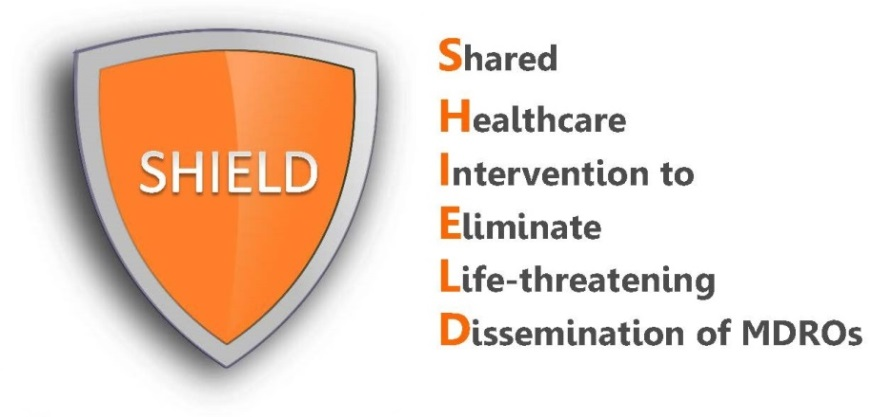 SHIELD
Shared
Healthcare
Intervention to
Eliminate
Life-threatening
Dissemination of MDROs